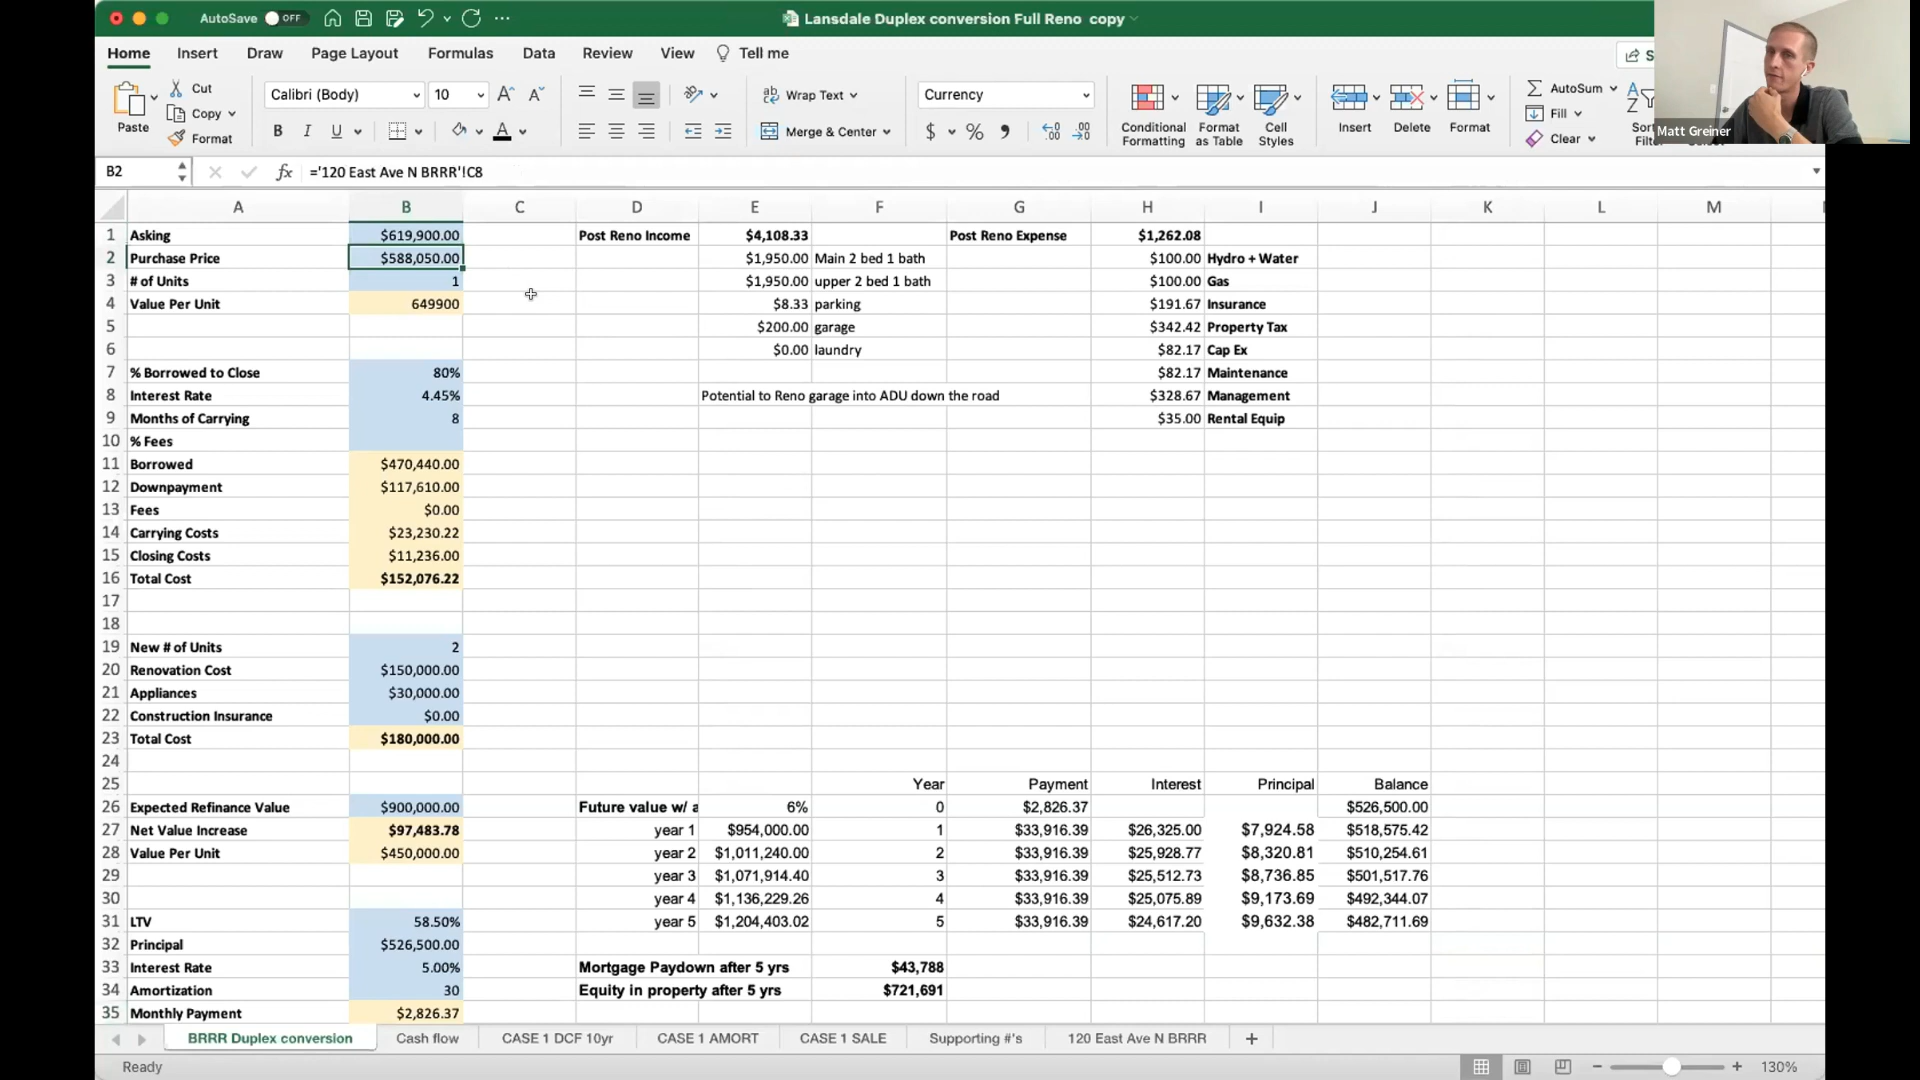 AutoSave OFF
Lansdale Duplex conversion Full Reno copy
Home Insert Draw Page Layout Formulas Data Review View Tell me S
Paste Cut Copy Format
Calibri (Body) 10 A A
B I U A
Wrap Text
Merge & Center
Currency
$ % 9
Conditional Formatting
Format as Table
Cell Styles
Insert Delete Format
AutoSum
Fill
Clear
Matt Greiner
B2 fx ='120 East Ave N BRRR'!C8
A B C D E F G H I J K L M
1 Asking $619,900.00 Post Reno Income $4,108.33 Post Reno Expense $1,262.08
2 Purchase Price $588,050.00 $1,950.00 Main 2 bed 1 bath $100.00 Hydro + Water
3 # of Units 1 $1,950.00 upper 2 bed 1 bath $100.00 Gas
4 Value Per Unit 649900 $8.33 parking $191.67 Insurance
5 $200.00 garage $342.42 Property Tax
6 $0.00 laundry $82.17 Cap Ex
7 % Borrowed to Close 80% $82.17 Maintenance
8 Interest Rate 4.45% Potential to Reno garage into ADU down the road $328.67 Management
9 Months of Carrying 8 $35.00 Rental Equip
10 % Fees
11 Borrowed $470,440.00
12 Downpayment $117,610.00
13 Fees $0.00
14 Carrying Costs $23,230.22
15 Closing Costs $11,236.00
16 Total Cost $152,076.22
17
18
19 New # of Units 2
20 Renovation Cost $150,000.00
21 Appliances $30,000.00
22 Construction Insurance $0.00
23 Total Cost $180,000.00
24
25 Year Payment Interest Principal Balance
26 Expected Refinance Value $900,000.00 Future value w/ a 6% 0 $2,826.37 $526,500.00
27 Net Value Increase $97,483.78 year 1 $954,000.00 1 $33,916.39 $26,325.00 $7,924.58 $518,575.42
28 Value Per Unit $450,000.00 year 2 $1,011,240.00 2 $33,916.39 $25,928.77 $8,320.81 $510,254.61
29 year 3 $1,071,914.40 3 $33,916.39 $25,512.73 $8,736.85 $501,517.76
30 year 4 $1,136,229.26 4 $33,916.39 $25,075.89 $9,173.69 $492,344.07
31 LTV 58.50% year 5 $1,204,403.02 5 $33,916.39 $24,617.20 $9,632.38 $482,711.69
32 Principal $526,500.00
33 Interest Rate 5.00% Mortgage Paydown after 5 yrs $43,788
34 Amortization 30 Equity in property after 5 yrs $721,691
35 Monthly Payment $2,826.37
BRRR Duplex conversion Cash flow CASE 1 DCF 10yr CASE 1 AMORT CASE 1 SALE Supporting #'s 120 East Ave N BRRR +
Ready 130%